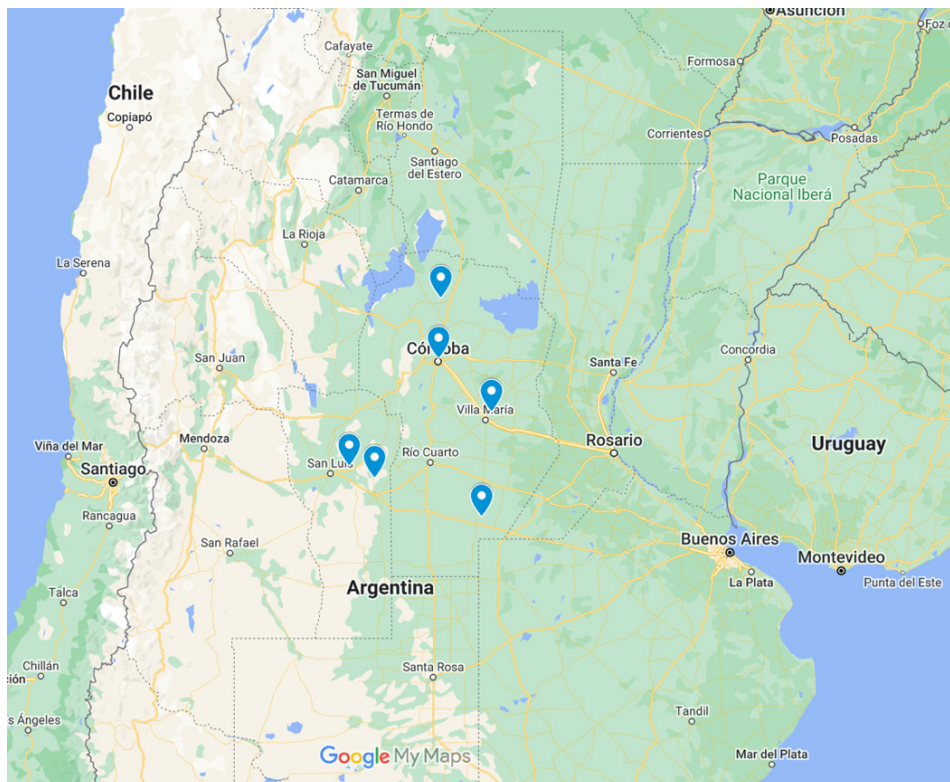 Asunción
Foz d
Cafayate
Formosa
San Miguel
de Tucumán
Chile
Copiapó
Termas de
Río Hondo
Corrientes
Posadas
Santiago
del Estero
Parque
Nacional Iberá
Catamarca
La Rioja
La Serena
Córdoba
San Juan
Santa Fe
Concordia
Villa María
Viña del Mar
Mendoza
Río Cuarto
Rosario
Uruguay
San Luis
Santiago
Rancagua
San Rafael
Buenos Aires
Montevideo
La Plata
Punta del Este
Talca
Argentina
Chillán
ción
Santa Rosa
s Ángeles
Tandil
Mar del Plata
Google My Maps